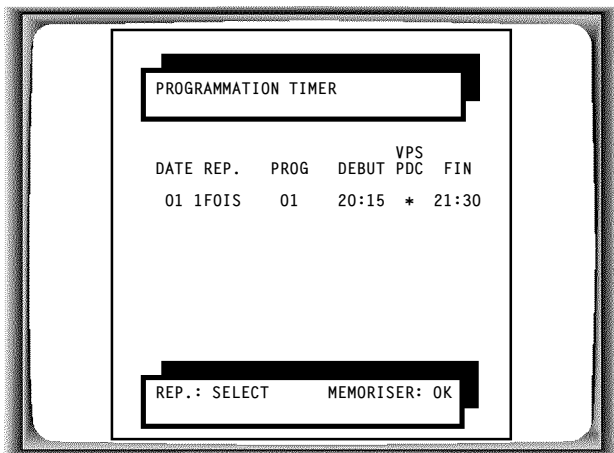 PROGRAMMATION TIMER
VPS
DATE REP. PROG DEBUT PDC FIN
01 1FOIS 01 20:15 * 21:30
REP.: SELECT MEMORISER: OK